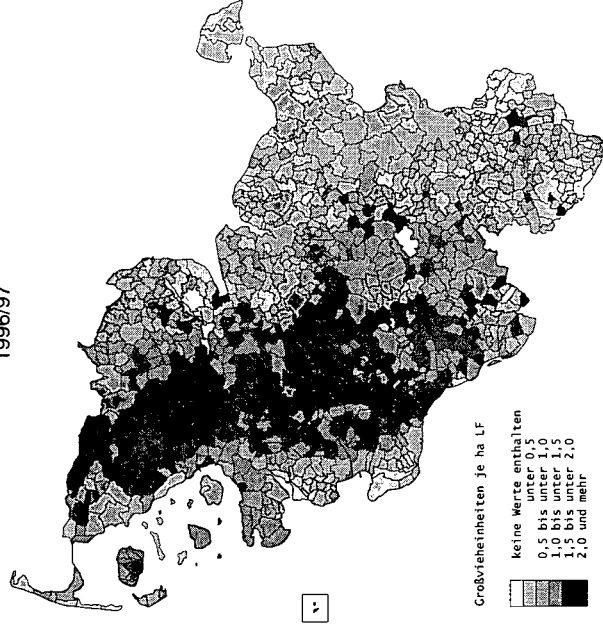 1996/97
Großvieheinheiten je ha LF
keine Werte enthalten
unter 0,5
0,5 bis unter 1,0
1,0 bis unter 1,5
1,5 bis unter 2,0
2,0 und mehr